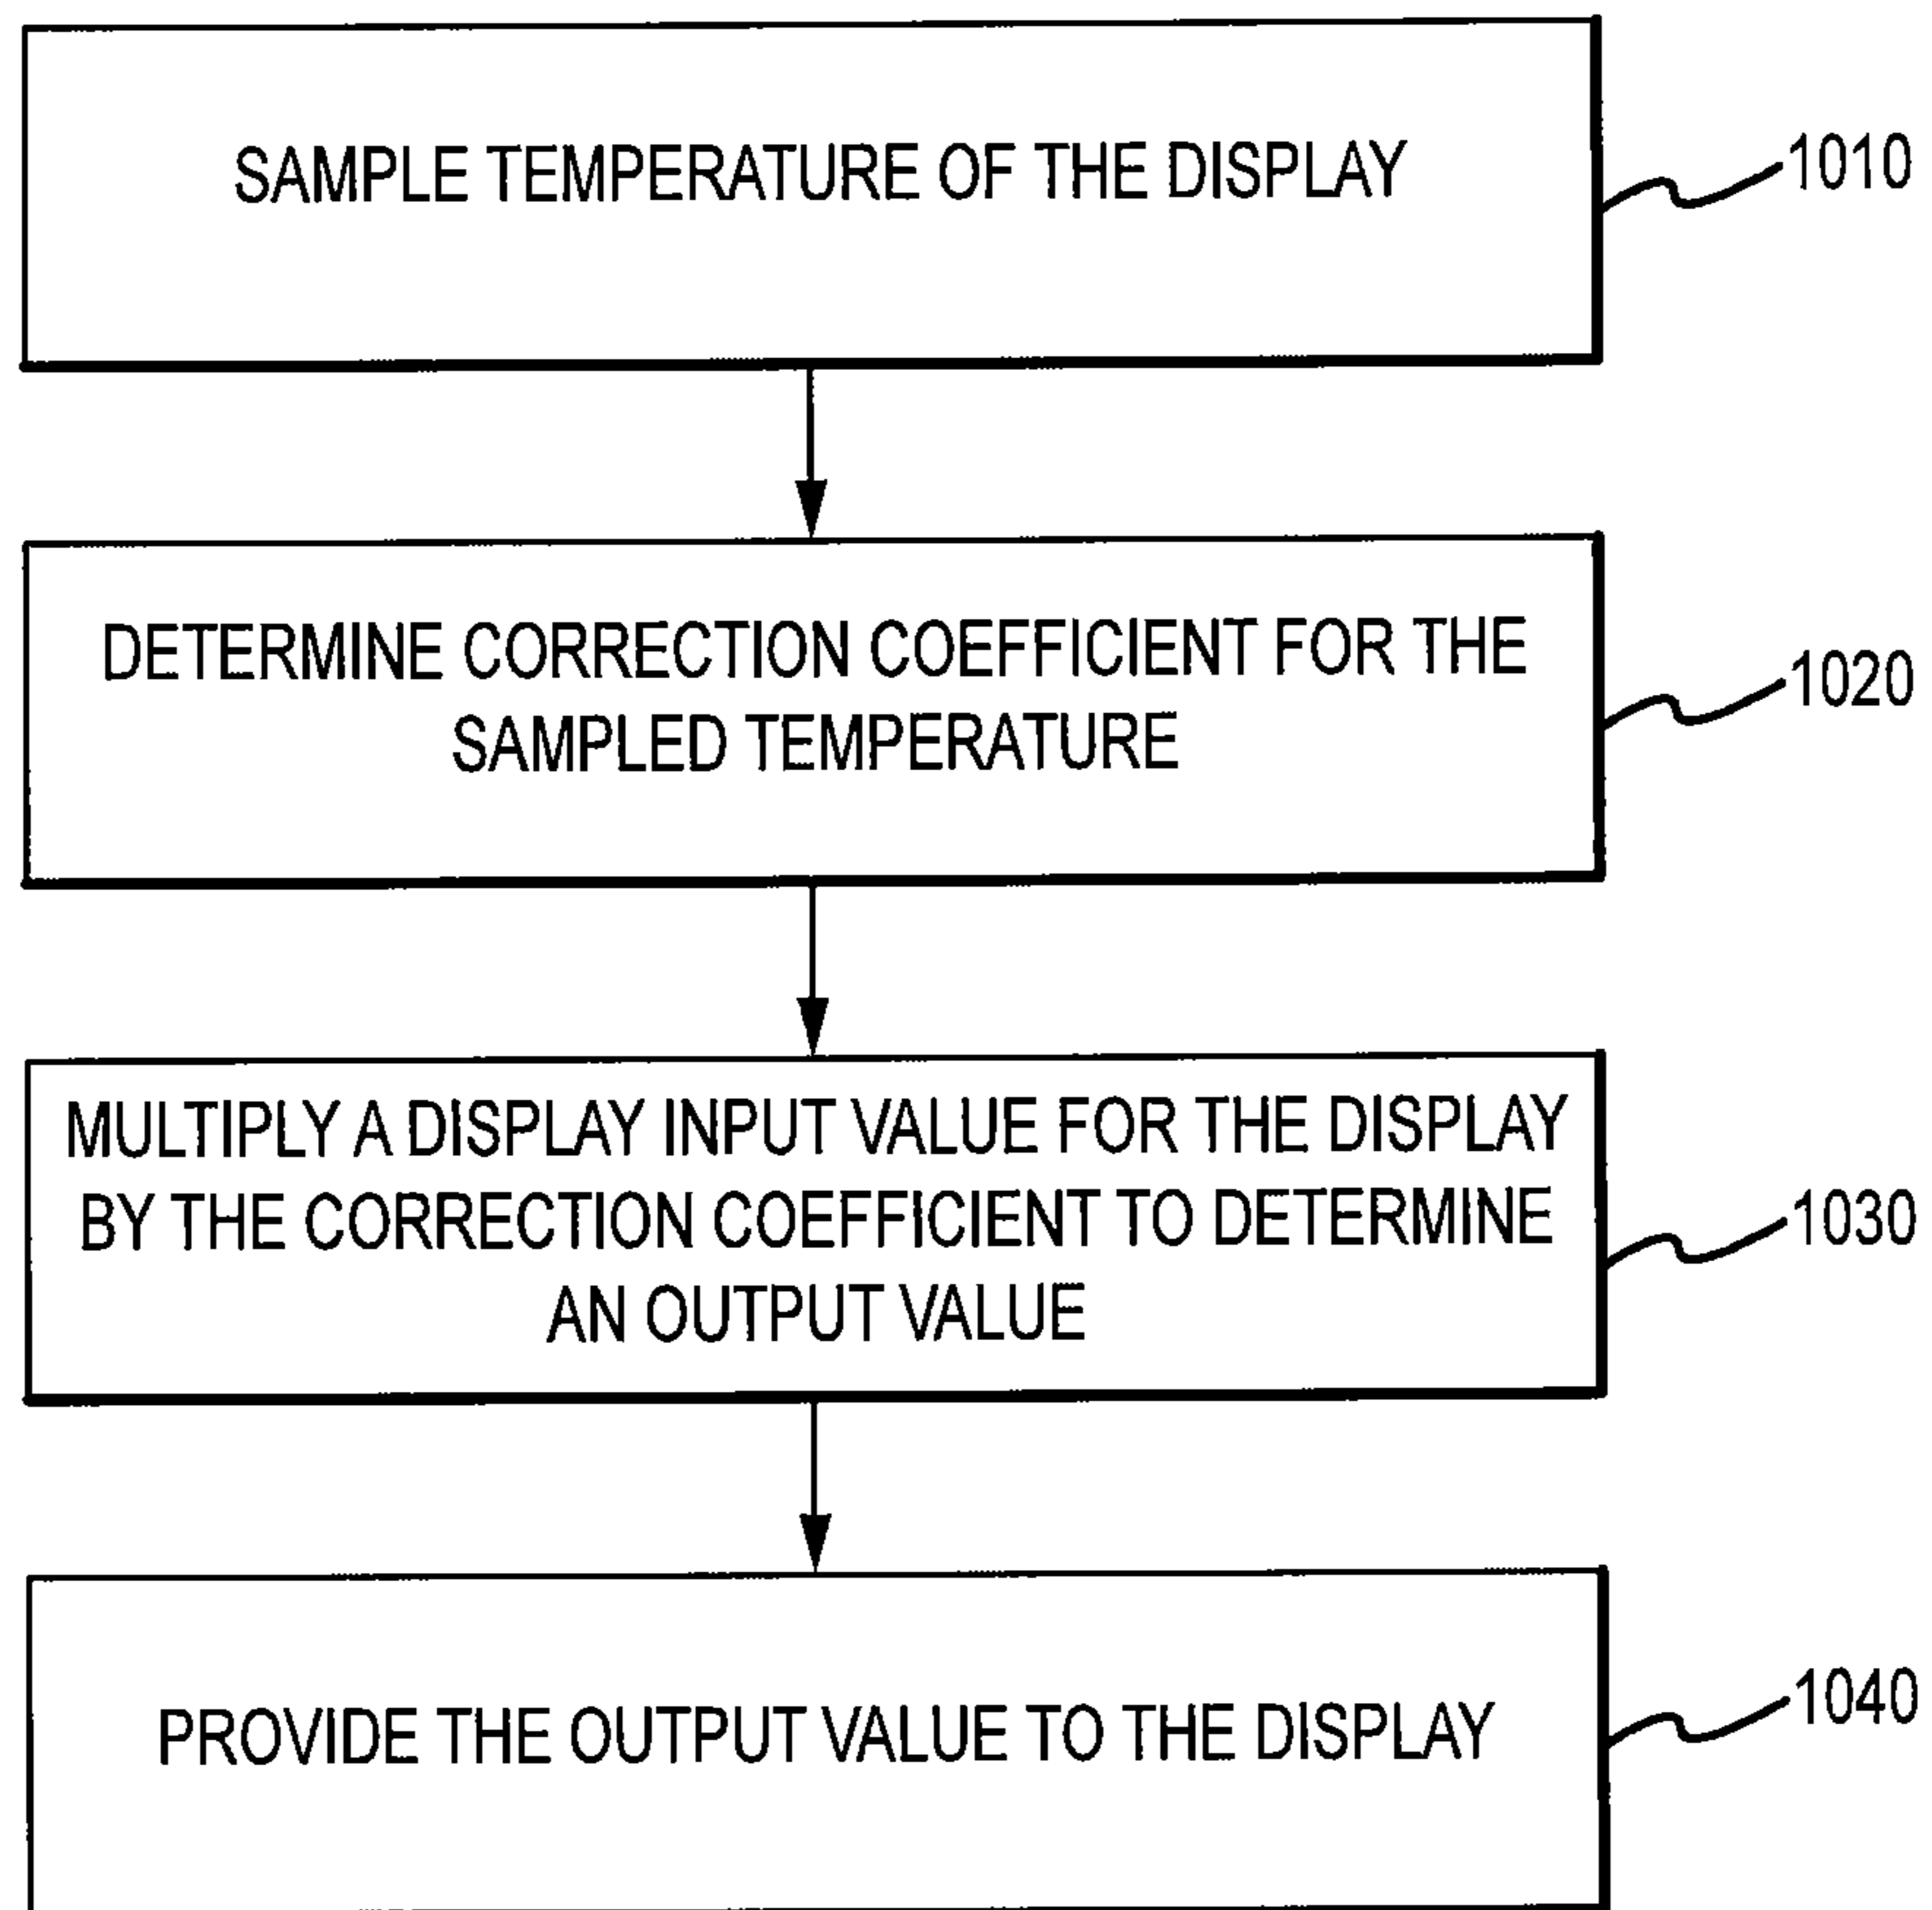 SAMPLE TEMPERATURE OF THE DISPLAY
1010
DETERMINE CORRECTION COEFFICIENT FOR THE
SAMPLED TEMPERATURE
1020
MULTIPLY A DISPLAY INPUT VALUE FOR THE DISPLAY
BY THE CORRECTION COEFFICIENT TO DETERMINE
AN OUTPUT VALUE
1030
PROVIDE THE OUTPUT VALUE TO THE DISPLAY
1040